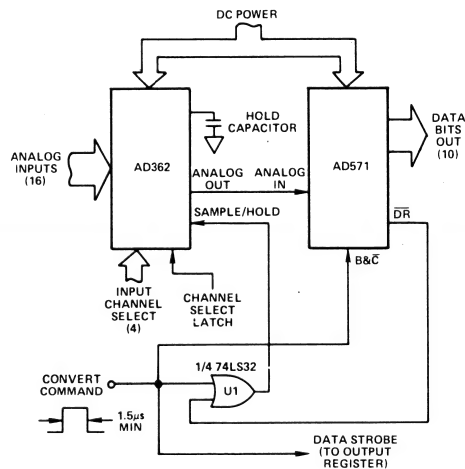 DC POWER
HOLD
CAPACITOR
DATA
BITS
OUT
(10)
ANALOG
INPUTS
(16)
AD362
AD571
ANALOG
OUT
ANALOG
IN
SAMPLE/HOLD
DR
B&C
INPUT
CHANNEL
SELECT
(4)
CHANNEL
SELECT
LATCH
1/4 74LS32
CONVERT
COMMAND
U1
1.5µs
MIN
DATA STROBE
(TO OUTPUT
REGISTER)